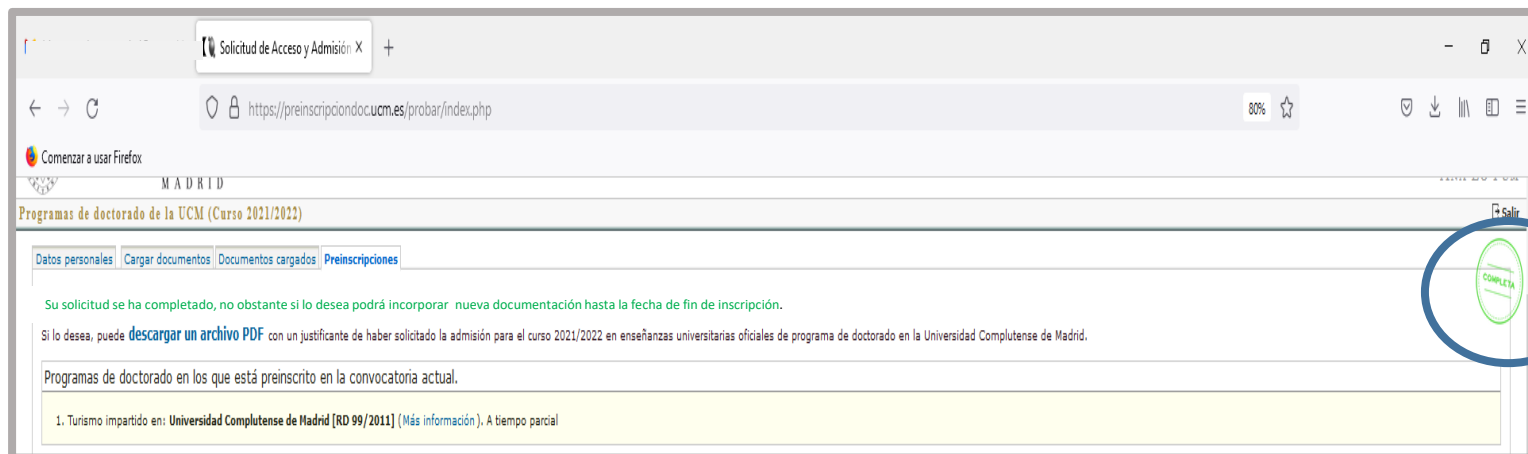 Solicitud de Acceso y Admisión × +
https://preinscripciondoc.ucm.es/probar/index.php 80%
Comenzar a usar Firefox
MADRID
Programas de doctorado de la UCM (Curso 2021/2022) Salir
Datos personales Cargar documentos Documentos cargados Preinscripciones
COMPLETA
Su solicitud se ha completado, no obstante si lo desea podrá incorporar nueva documentación hasta la fecha de fin de inscripción.
Si lo desea, puede descargar un archivo PDF con un justificante de haber solicitado la admisión para el curso 2021/2022 en enseñanzas universitarias oficiales de programa de doctorado en la Universidad Complutense de Madrid.
Programas de doctorado en los que está preinscrito en la convocatoria actual.
1. Turismo impartido en: Universidad Complutense de Madrid [RD 99/2011] (Más información). A tiempo parcial